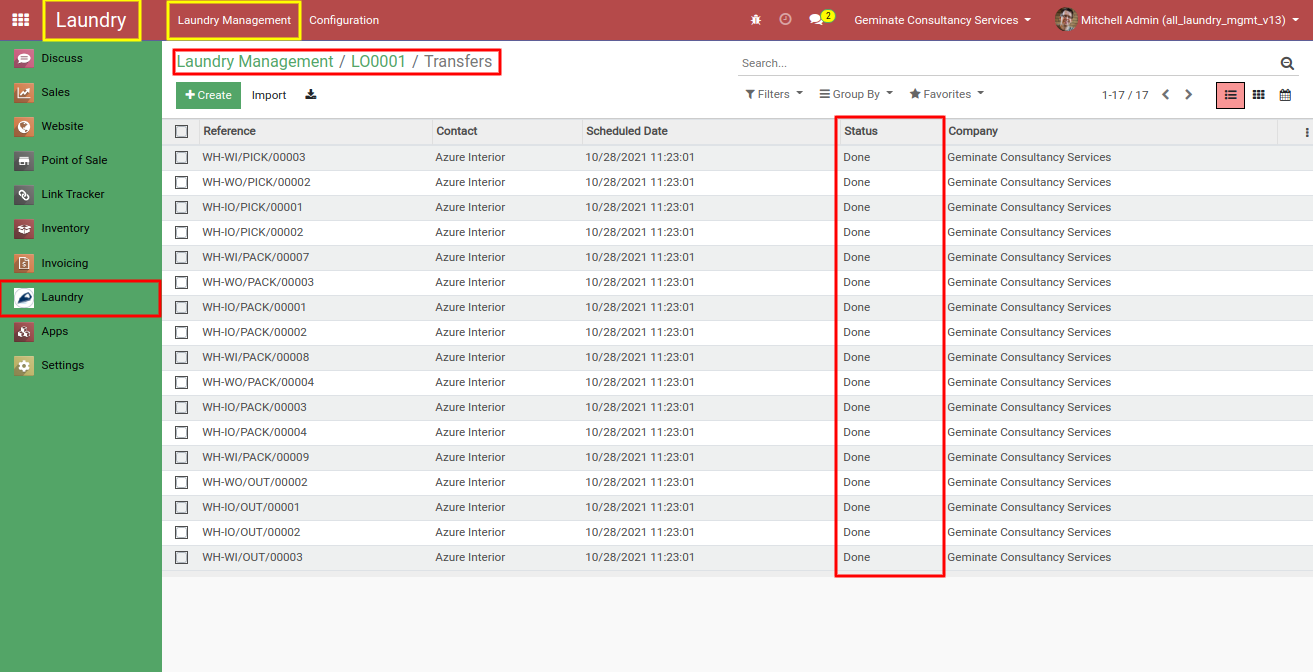 Laundry Laundry Management Configuration 2 Geminate Consultancy Services Mitchell Admin (all_laundry_mgmt_v13)
Discuss
Sales
Website
Point of Sale
Link Tracker
Inventory
Invoicing
Laundry
Apps
Settings
Laundry Management / LO0001 / Transfers
Search...
Create Import
Filters Group By Favorites 1-17 / 17
Reference Contact Scheduled Date Status Company
WH-WI/PICK/00003 Azure Interior 10/28/2021 11:23:01 Done Geminate Consultancy Services
WH-WO/PICK/00002 Azure Interior 10/28/2021 11:23:01 Done Geminate Consultancy Services
WH-IO/PICK/00001 Azure Interior 10/28/2021 11:23:01 Done Geminate Consultancy Services
WH-IO/PICK/00002 Azure Interior 10/28/2021 11:23:01 Done Geminate Consultancy Services
WH-WI/PACK/00007 Azure Interior 10/28/2021 11:23:01 Done Geminate Consultancy Services
WH-WO/PACK/00003 Azure Interior 10/28/2021 11:23:01 Done Geminate Consultancy Services
WH-IO/PACK/00001 Azure Interior 10/28/2021 11:23:01 Done Geminate Consultancy Services
WH-IO/PACK/00002 Azure Interior 10/28/2021 11:23:01 Done Geminate Consultancy Services
WH-WI/PACK/00008 Azure Interior 10/28/2021 11:23:01 Done Geminate Consultancy Services
WH-WO/PACK/00004 Azure Interior 10/28/2021 11:23:01 Done Geminate Consultancy Services
WH-IO/PACK/00003 Azure Interior 10/28/2021 11:23:01 Done Geminate Consultancy Services
WH-IO/PACK/00004 Azure Interior 10/28/2021 11:23:01 Done Geminate Consultancy Services
WH-WI/PACK/00009 Azure Interior 10/28/2021 11:23:01 Done Geminate Consultancy Services
WH-WO/OUT/00002 Azure Interior 10/28/2021 11:23:01 Done Geminate Consultancy Services
WH-IO/OUT/00001 Azure Interior 10/28/2021 11:23:01 Done Geminate Consultancy Services
WH-IO/OUT/00002 Azure Interior 10/28/2021 11:23:01 Done Geminate Consultancy Services
WH-WI/OUT/00003 Azure Interior 10/28/2021 11:23:01 Done Geminate Consultancy Services